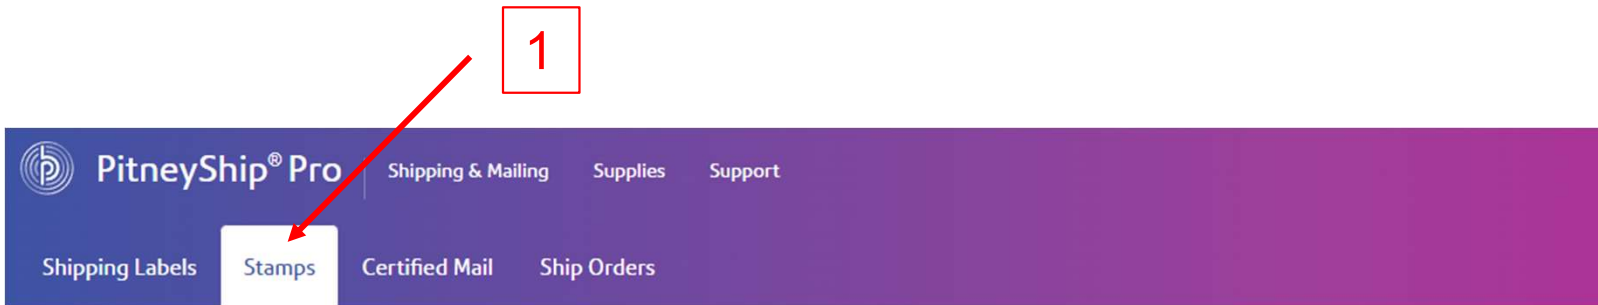 1
PitneyShip® Pro Shipping & Mailing Supplies Support
Shipping Labels Stamps Certified Mail Ship Orders